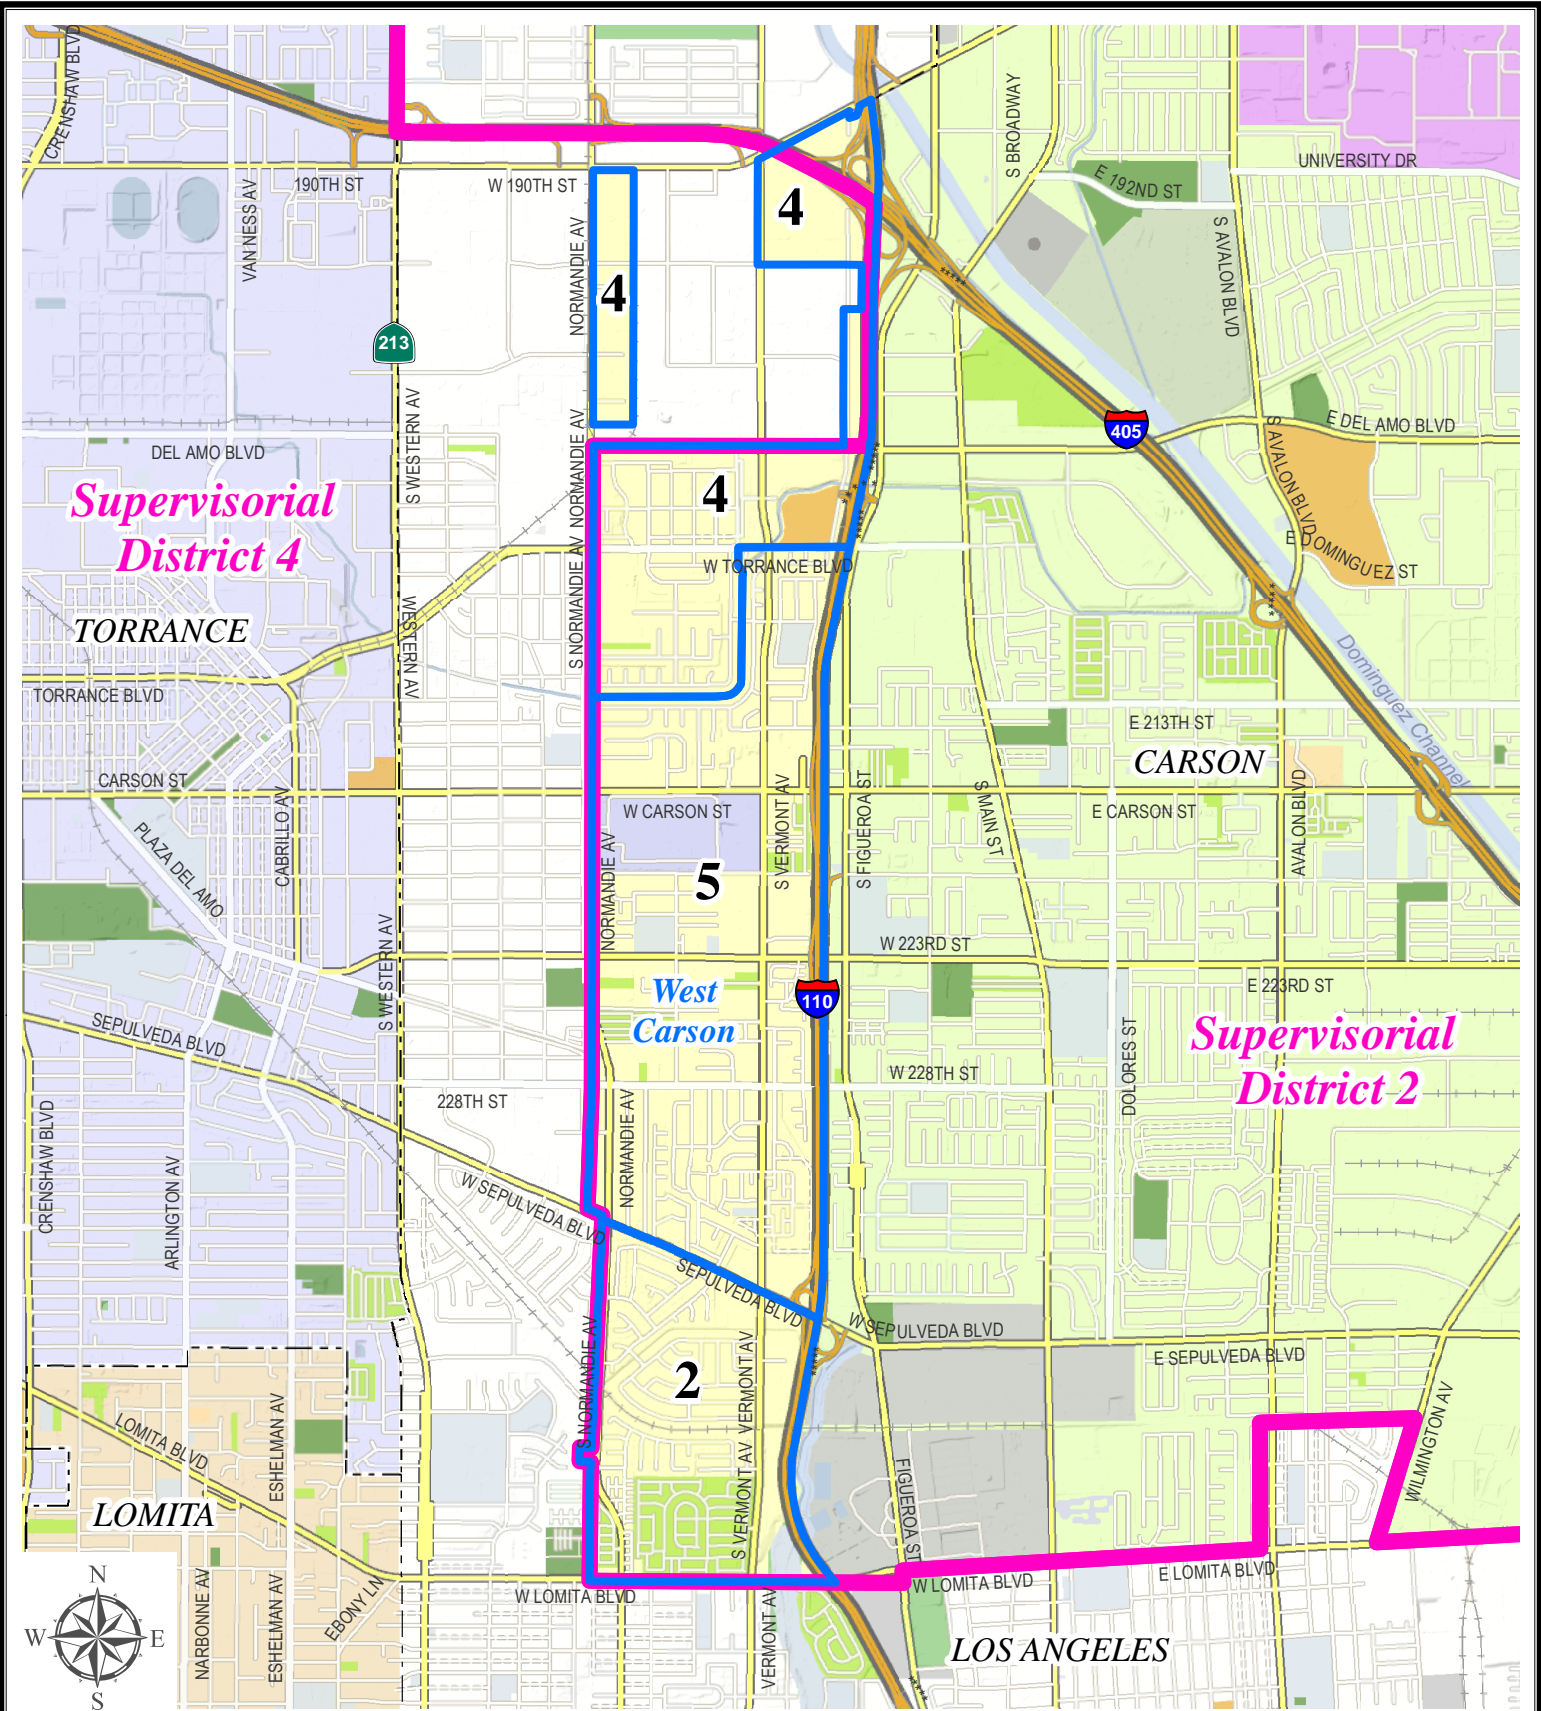 CRENSHAW BLVD
190TH ST
VAN NESS AV
W 190TH ST
NORMANDIE AV
4
4
S BROADWAY
E 192ND ST
UNIVERSITY DR
S AVALON BLVD
213
S WESTERN AV
NORMANDIE AV
DEL AMO BLVD
405
E DEL AMO BLVD
S AVALON BLVD
Supervisorial
District 4
4
S NORMANDIE AV
W TORRANCE BLVD
E DOMINGUEZ ST
TORRANCE
WESTERN AV
Dominguez Channel
TORRANCE BLVD
E 213TH ST
CARSON
CARSON ST
W CARSON ST
S VERMONT AV
S FIGUEROA ST
S MAIN ST
E CARSON ST
AVALON BLVD
PLAZA DEL AMO
CABRILLO AV
NORMANDIE AV
5
S WESTERN AV
W 223RD ST
E 223RD ST
West
Carson
110
SEPULVEDA BLVD
Supervisorial
District 2
DOLORES ST
W 228TH ST
228TH ST
CRENSHAW BLVD
ARLINGTON AV
NORMANDIE AV
W SEPULVEDA BLVD
SEPULVEDA BLVD
W SEPULVEDA BLVD
E SEPULVEDA BLVD
S NORMANDIE AV
2
VERMONT AV
S VERMONT AV
WILMINGTON AV
LOMITA BLVD
ESHELMAN AV
FIGUEROA ST
LOMITA
N
W
E
S
NARBONNE AV
ESHELMAN AV
EBONY LN
W LOMITA BLVD
VERMONT AV
W LOMITA BLVD
E LOMITA BLVD
LOS ANGELES